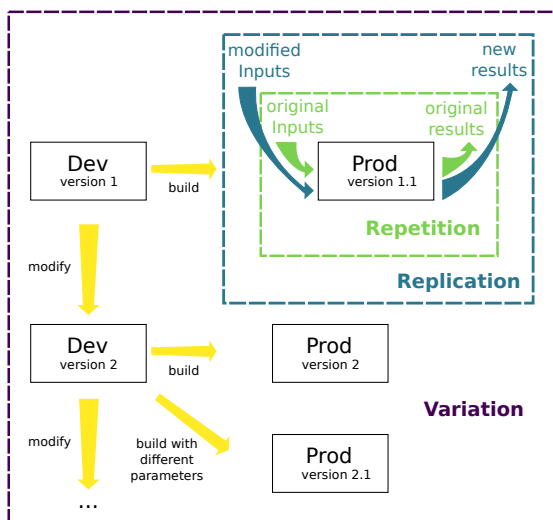 modified
Inputs
new
results
original
Inputs
original
results
Dev
version 1
build
Prod
version 1.1
Repetition
Replication
modify
Dev
version 2
build
Prod
version 2
Variation
modify
build with
different
parameters
Prod
version 2.1
...